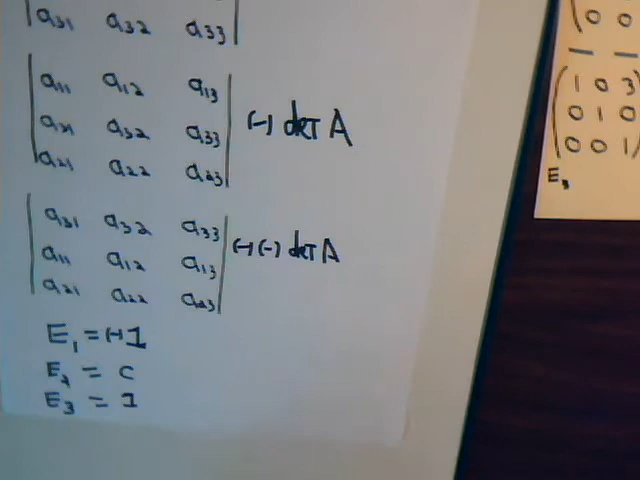 a31 a32 a33
a11 a12 a13
a31 a32 a33 (-) det A
a21 a22 a23
a31 a32 a33
a11 a12 a13 (-)(-) det A
a21 a22 a23
E1 = (-)1
E2 = c
E3 = 1
0 0
1 0 3
0 1 0
0 0 1
E3